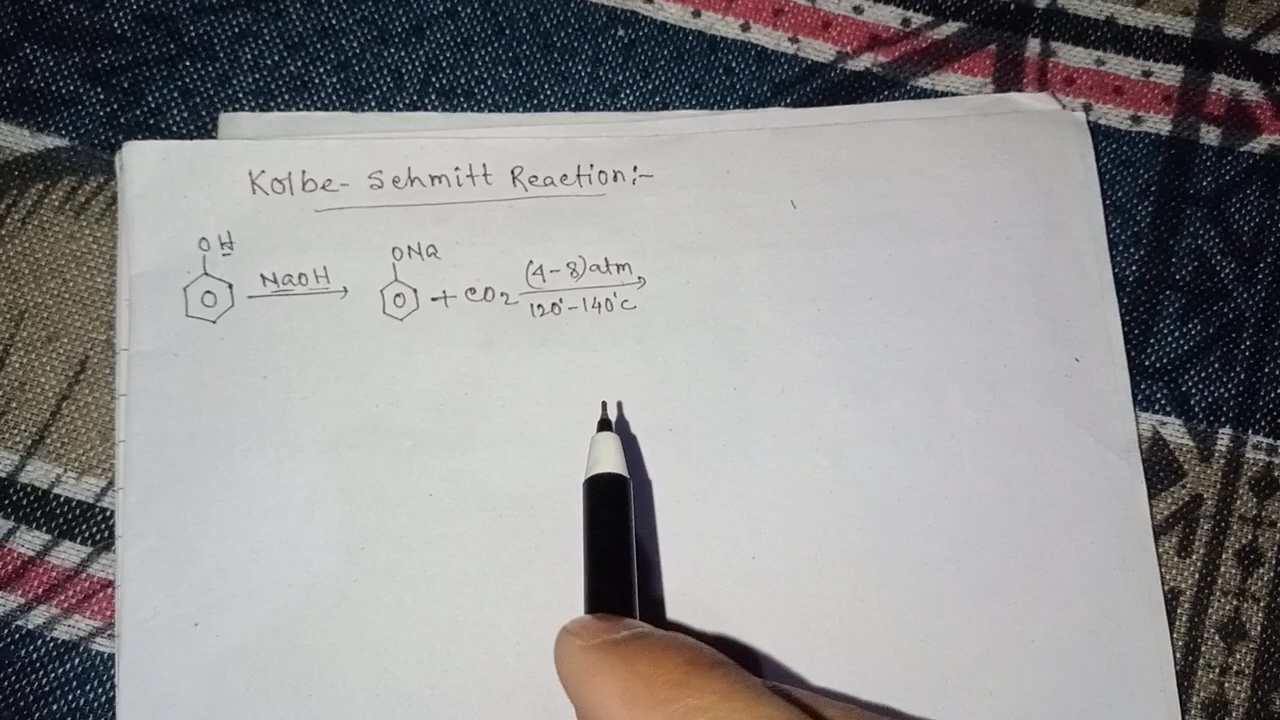 Kolbe- Schmitt Reaction:-
OH NaOH ONa + CO2 (4-8)atm
120°-140°C